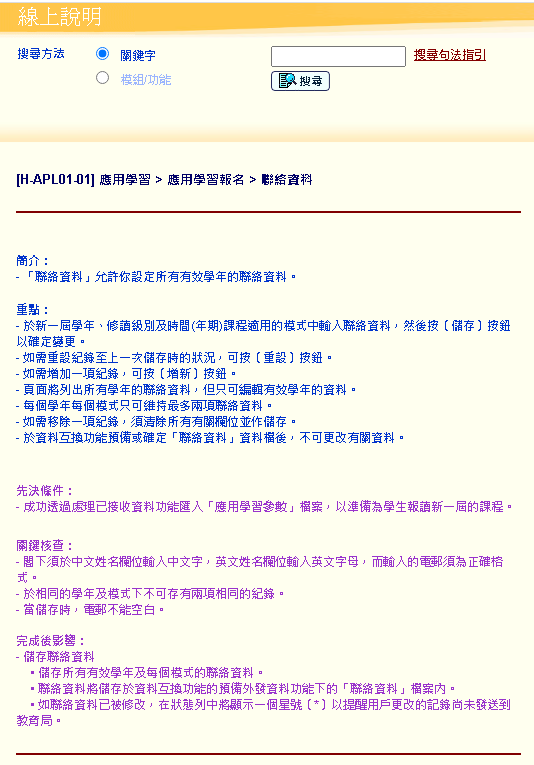 線上說明
搜尋方法
關鍵字
搜尋句法指引
模組/功能
搜尋
[H-APL01-01] 應用學習 > 應用學習報名 > 聯絡資料
簡介：
- 「聯絡資料」允許你設定所有有效學年的聯絡資料。
重點：
- 於新一屆學年、修讀級別及時間(年期)課程適用的模式中輸入聯絡資料，然後按〔儲存〕按鈕
以確定變更。
- 如需重設紀錄至上一次儲存時的狀況，可按〔重設〕按鈕。
- 如需增加一項紀錄，可按〔增新〕按鈕。
- 頁面將列出所有學年的聯絡資料，但只可編輯有效學年的資料。
- 每個學年每個模式只可維持最多兩項聯絡資料。
- 如需移除一項紀錄，須清除所有有關欄位並作儲存。
- 於資料互換功能預備或確定「聯絡資料」資料檔後，不可更改有關資料。
先決條件：
- 成功透過處理已接收資料功能匯入「應用學習參數」檔案，以準備為學生報讀新一屆的課程。
關鍵核查：
- 閣下須於中文姓名欄位輸入中文字，英文姓名欄位輸入英文字母，而輸入的電郵須為正確格
式。
- 於相同的學年及模式下不可存有兩項相同的紀錄。
- 當儲存時，電郵不能空白。
完成後影響：
- 儲存聯絡資料
• 儲存所有有效學年及每個模式的聯絡資料。
• 聯絡資料將儲存於資料互換功能的預備外發資料功能下的「聯絡資料」檔案內。
• 如聯絡資料已被修改，在狀態列中將顯示一個星號〔*〕以提醒用戶更改的記錄尚未發送到
教育局。